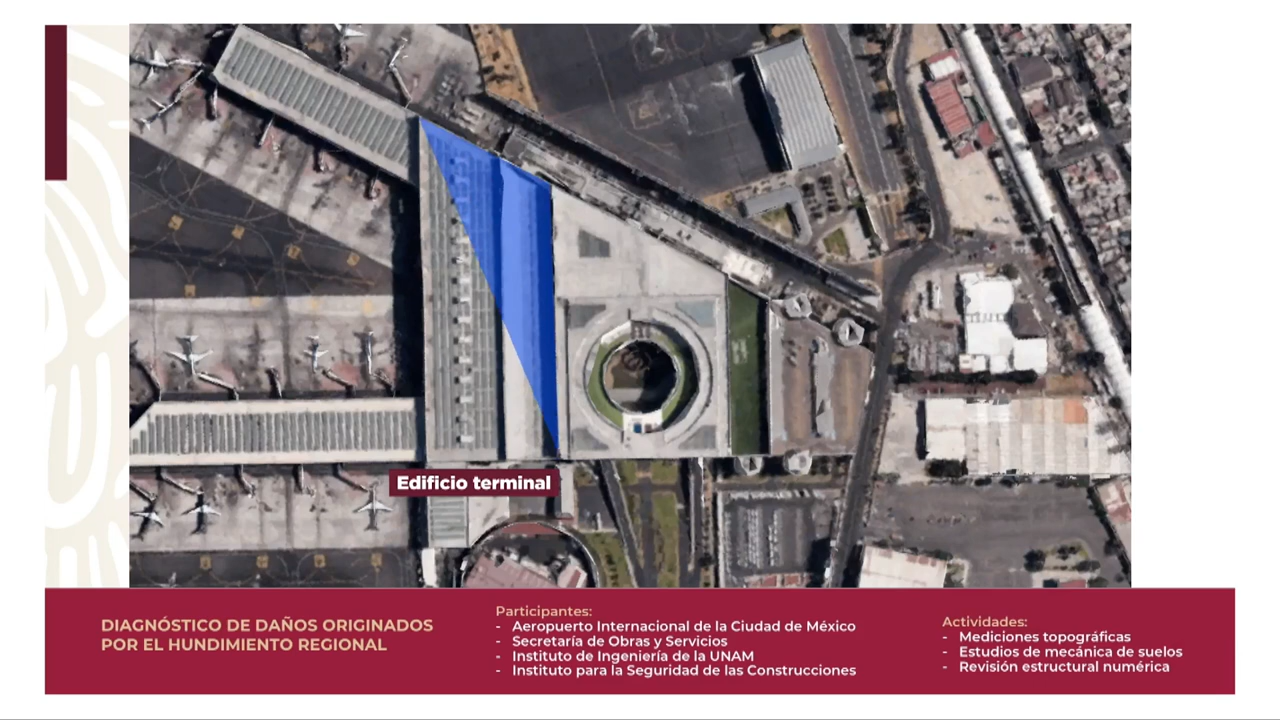 Edificio terminal
DIAGNÓSTICO DE DAÑOS ORIGINADOS
POR EL HUNDIMIENTO REGIONAL
Participantes:
- Aeropuerto Internacional de la Ciudad de México
- Secretaría de Obras y Servicios
- Instituto de Ingeniería de la UNAM
- Instituto para la Seguridad de las Construcciones
Actividades:
- Mediciones topográficas
- Estudios de mecánica de suelos
- Revisión estructural numérica